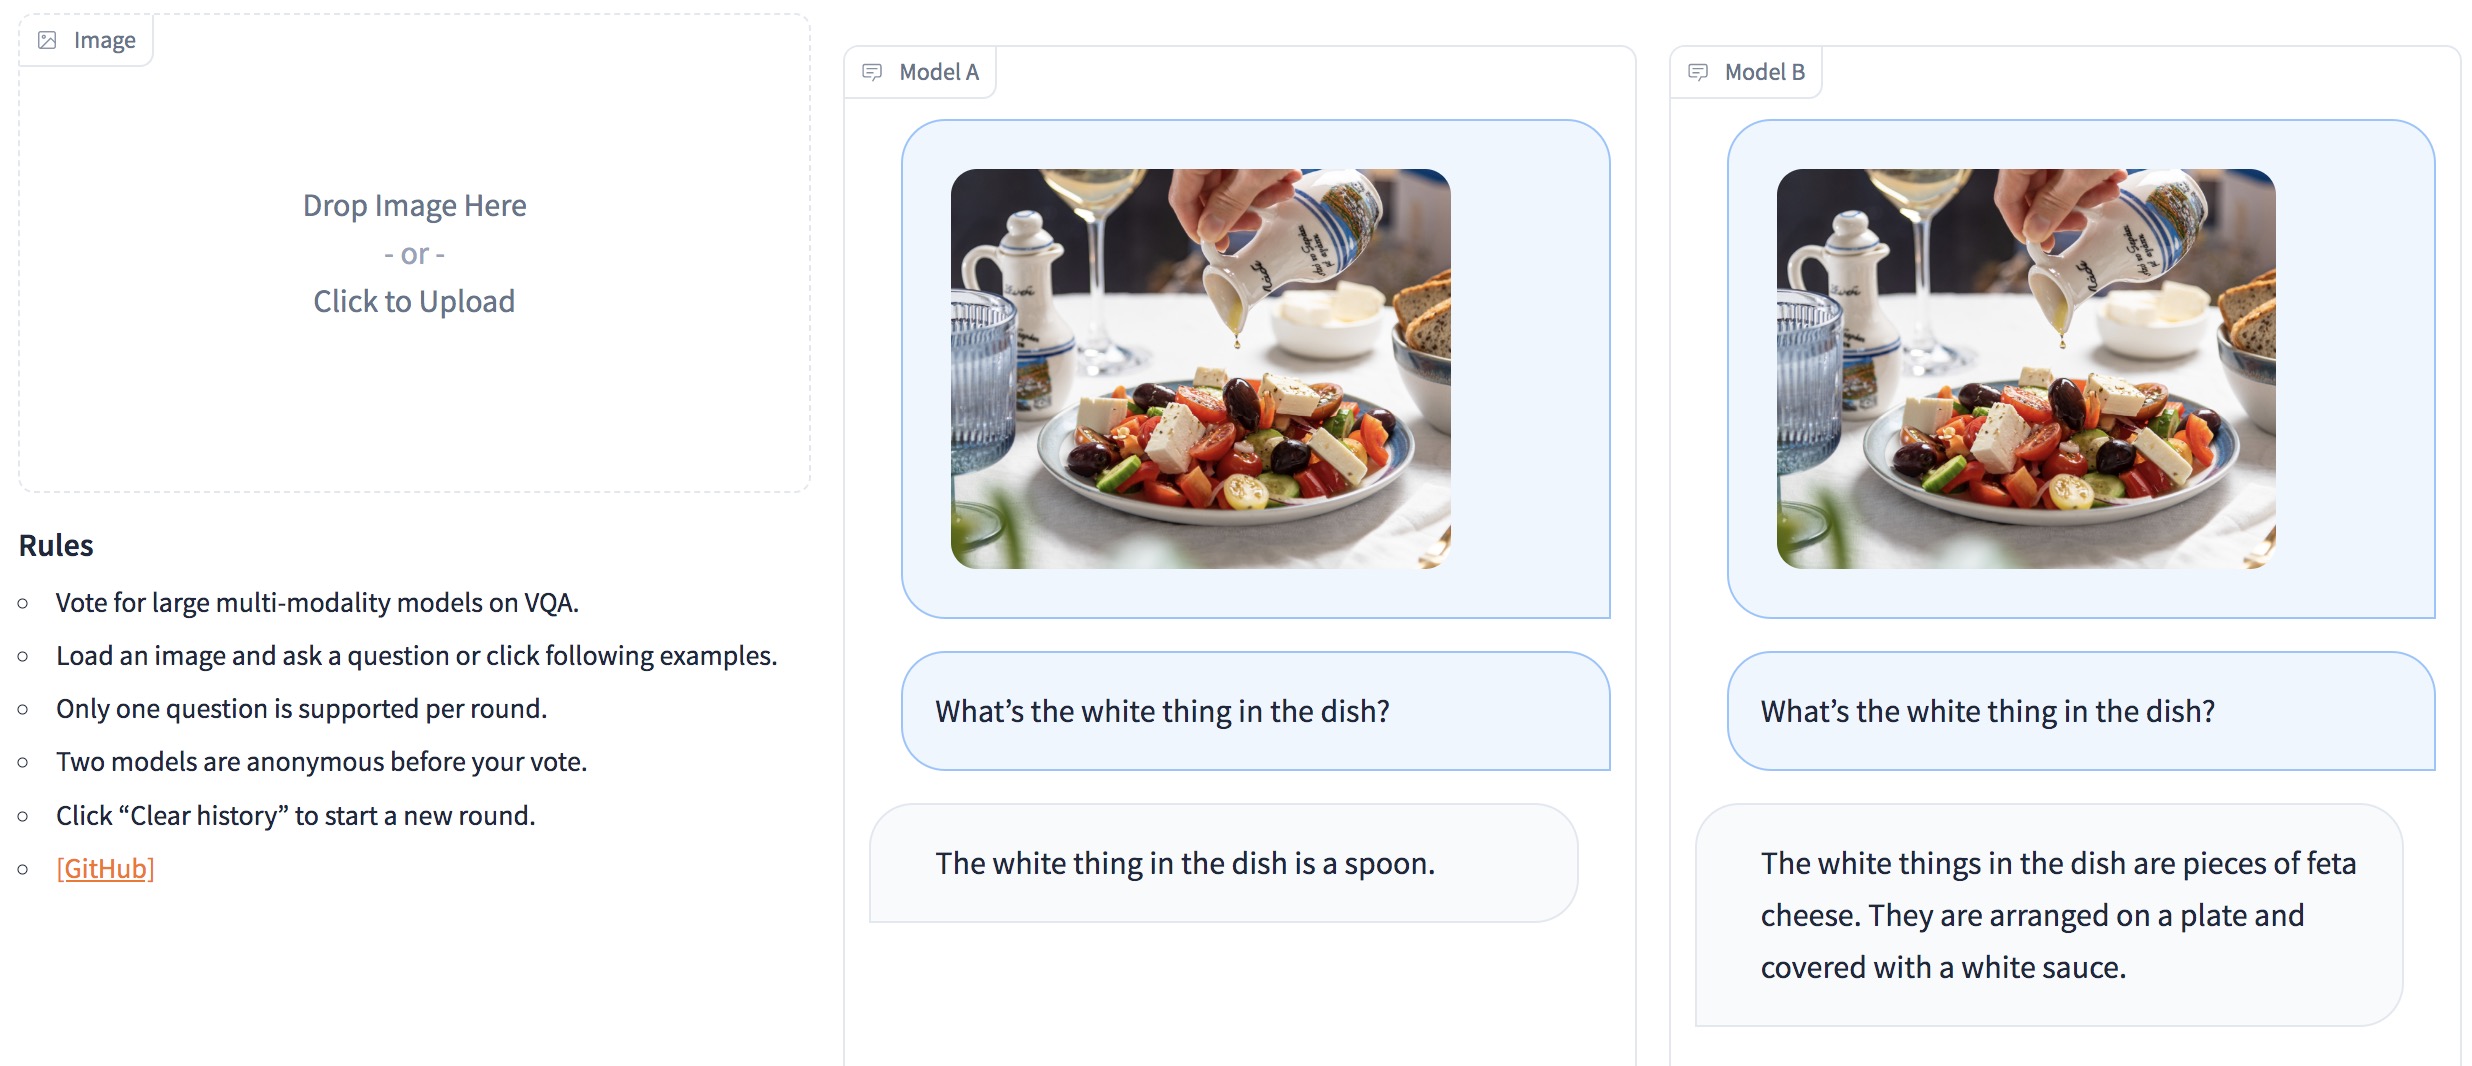 Image
Drop Image Here
- or -
Click to Upload
Rules
Vote for large multi-modality models on VQA.
Load an image and ask a question or click following examples.
Only one question is supported per round.
Two models are anonymous before your vote.
Click “Clear history” to start a new round.
[GitHub]
Model A
What’s the white thing in the dish?
The white thing in the dish is a spoon.
Model B
What’s the white thing in the dish?
The white things in the dish are pieces of feta
cheese. They are arranged on a plate and
covered with a white sauce.